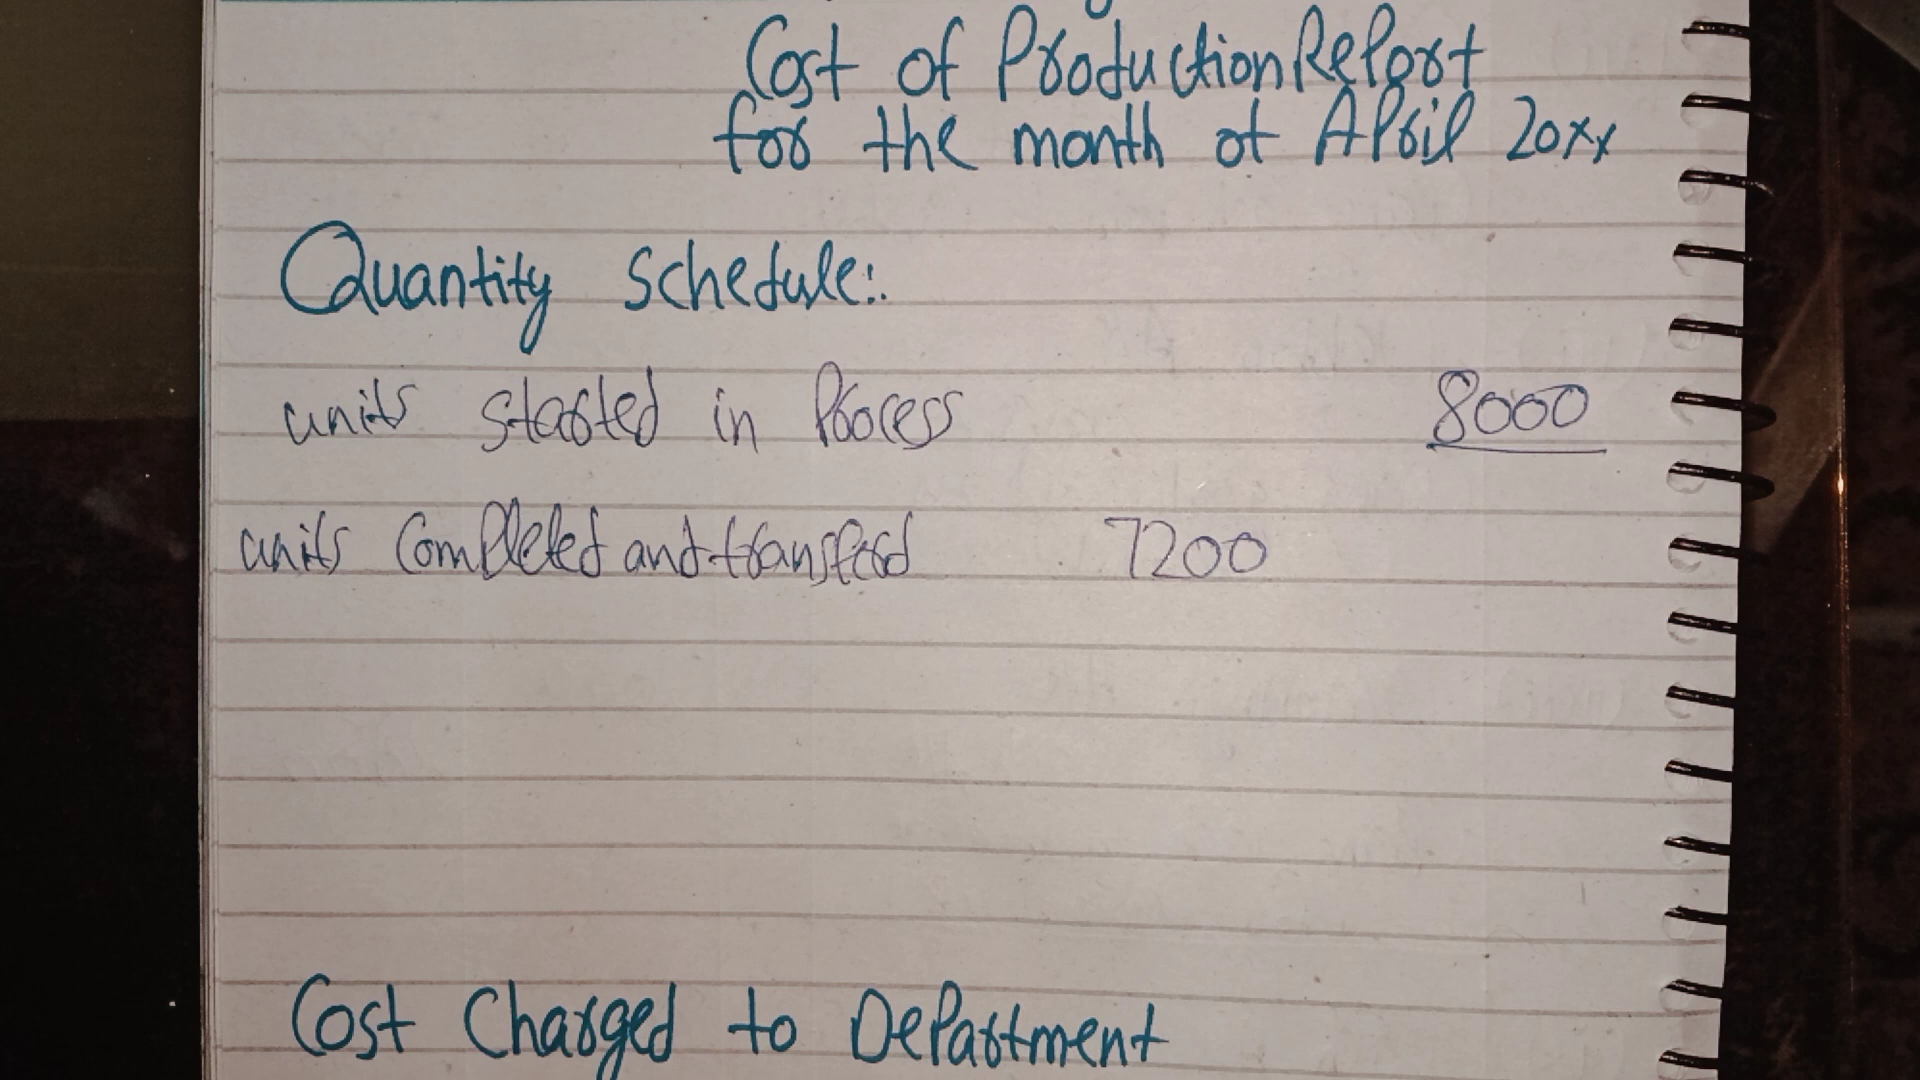 Cost of Production Report
for the month of April 20xx
Quantity Schedule:
units started in Process 8000
units Completed and transferd 7200
Cost Charged to Department